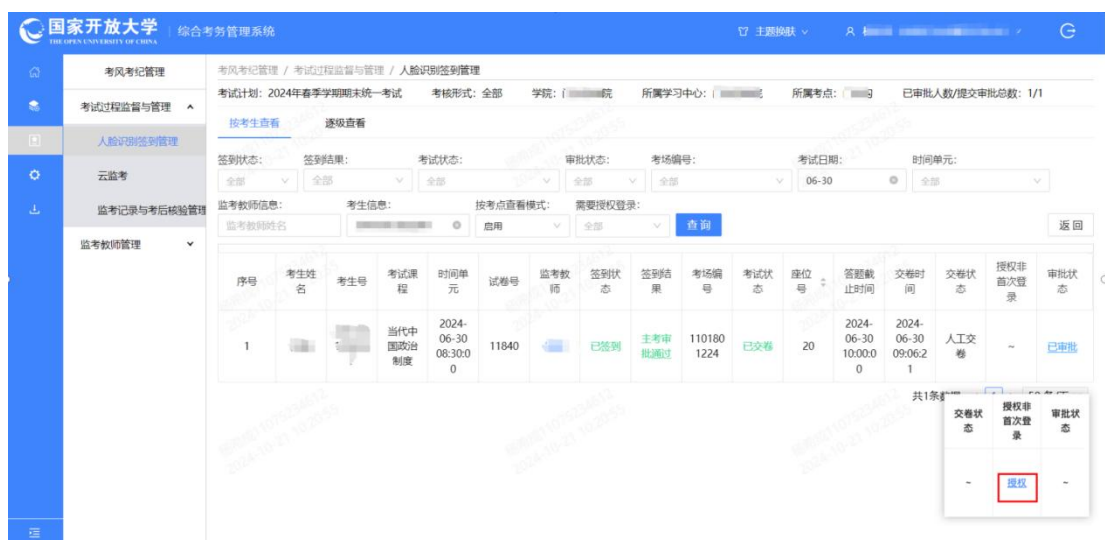 国家开放大学 综合考务管理系统
THE OPEN UNIVERSITY OF CHINA
主题换肤
考风考纪管理
考试过程监督与管理
人脸识别签到管理
云监考
监考记录与考后核验管理
监考教师管理
考风考纪管理 / 考试过程监督与管理 / 人脸识别签到管理
考试计划: 2024年春季学期期末统一考试 考核形式: 全部 学院: 院 所属学习中心: 所属考点: 已审批人数/提交审批总数: 1/1
按考生查看 逐级查看
签到状态: 签到结果: 考试状态: 审批状态: 考场编号: 考试日期: 时间单元:
全部 全部 全部 全部 全部 06-30 全部
监考教师信息: 考生信息: 按考点查看模式: 需要授权登录:
监考教师姓名 启用 全部 查询 返回
序号 考生姓名 考生号 考试课程 时间单元 试卷号 监考教师 签到状态 签到结果 考场编号 考试状态 座位号 答题截止时间 交卷时间 交卷状态 授权非首次登录 审批状态
1 当代中国政治制度 2024-06-30 08:30:00 11840 已签到 主考审批通过 1101801224 已交卷 20 2024-06-30 10:00:00 2024-06-30 09:06:21 人工交卷 ~ 已审批
共1条
交卷状态 授权非首次登录 审批状态
~ 授权 ~
2024-10-21 10:20:55